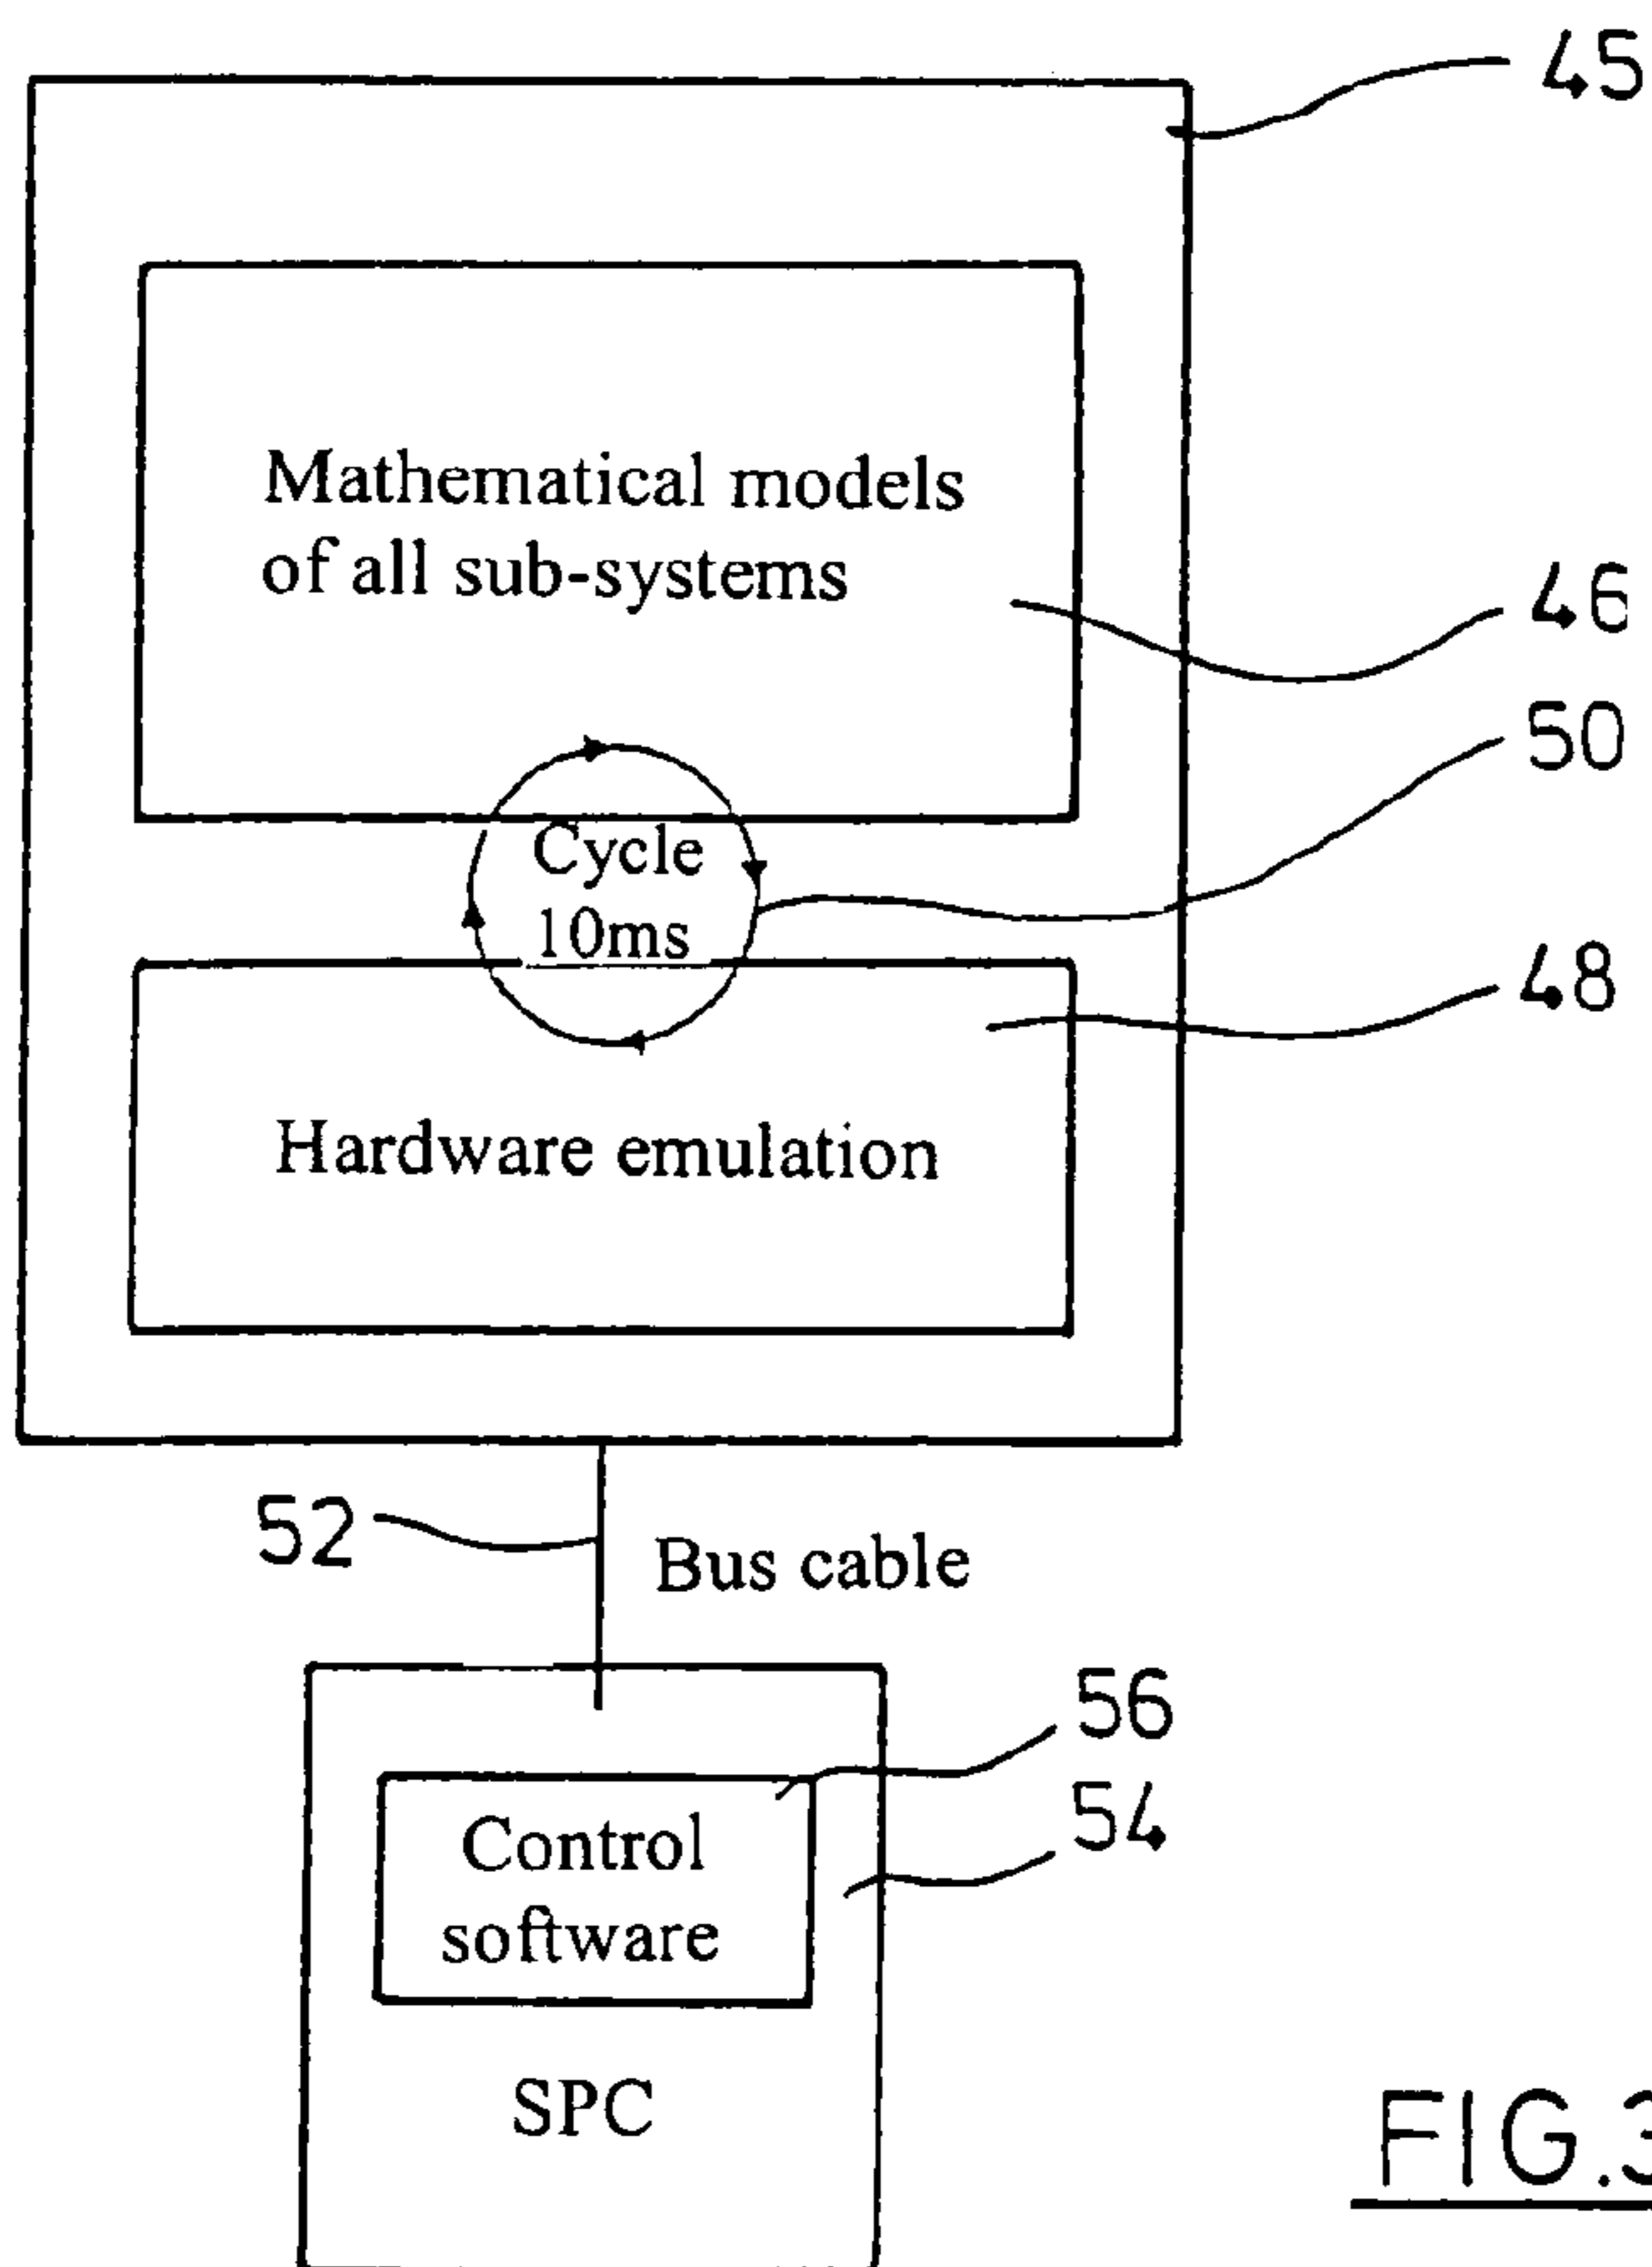 45
Mathematical models
of all sub-systems
46
50
Cycle
10ms
48
Hardware emulation
52
Bus cable
56
Control
software
54
SPC
FIG.3